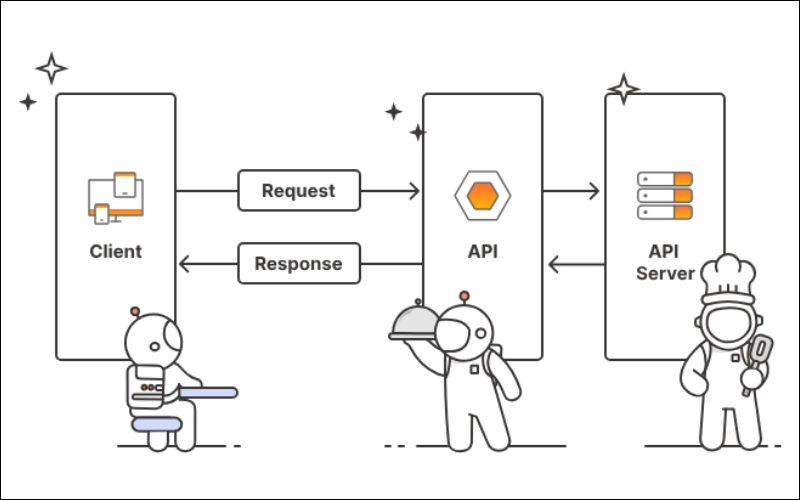 Request
Client
API
API
Server
Response